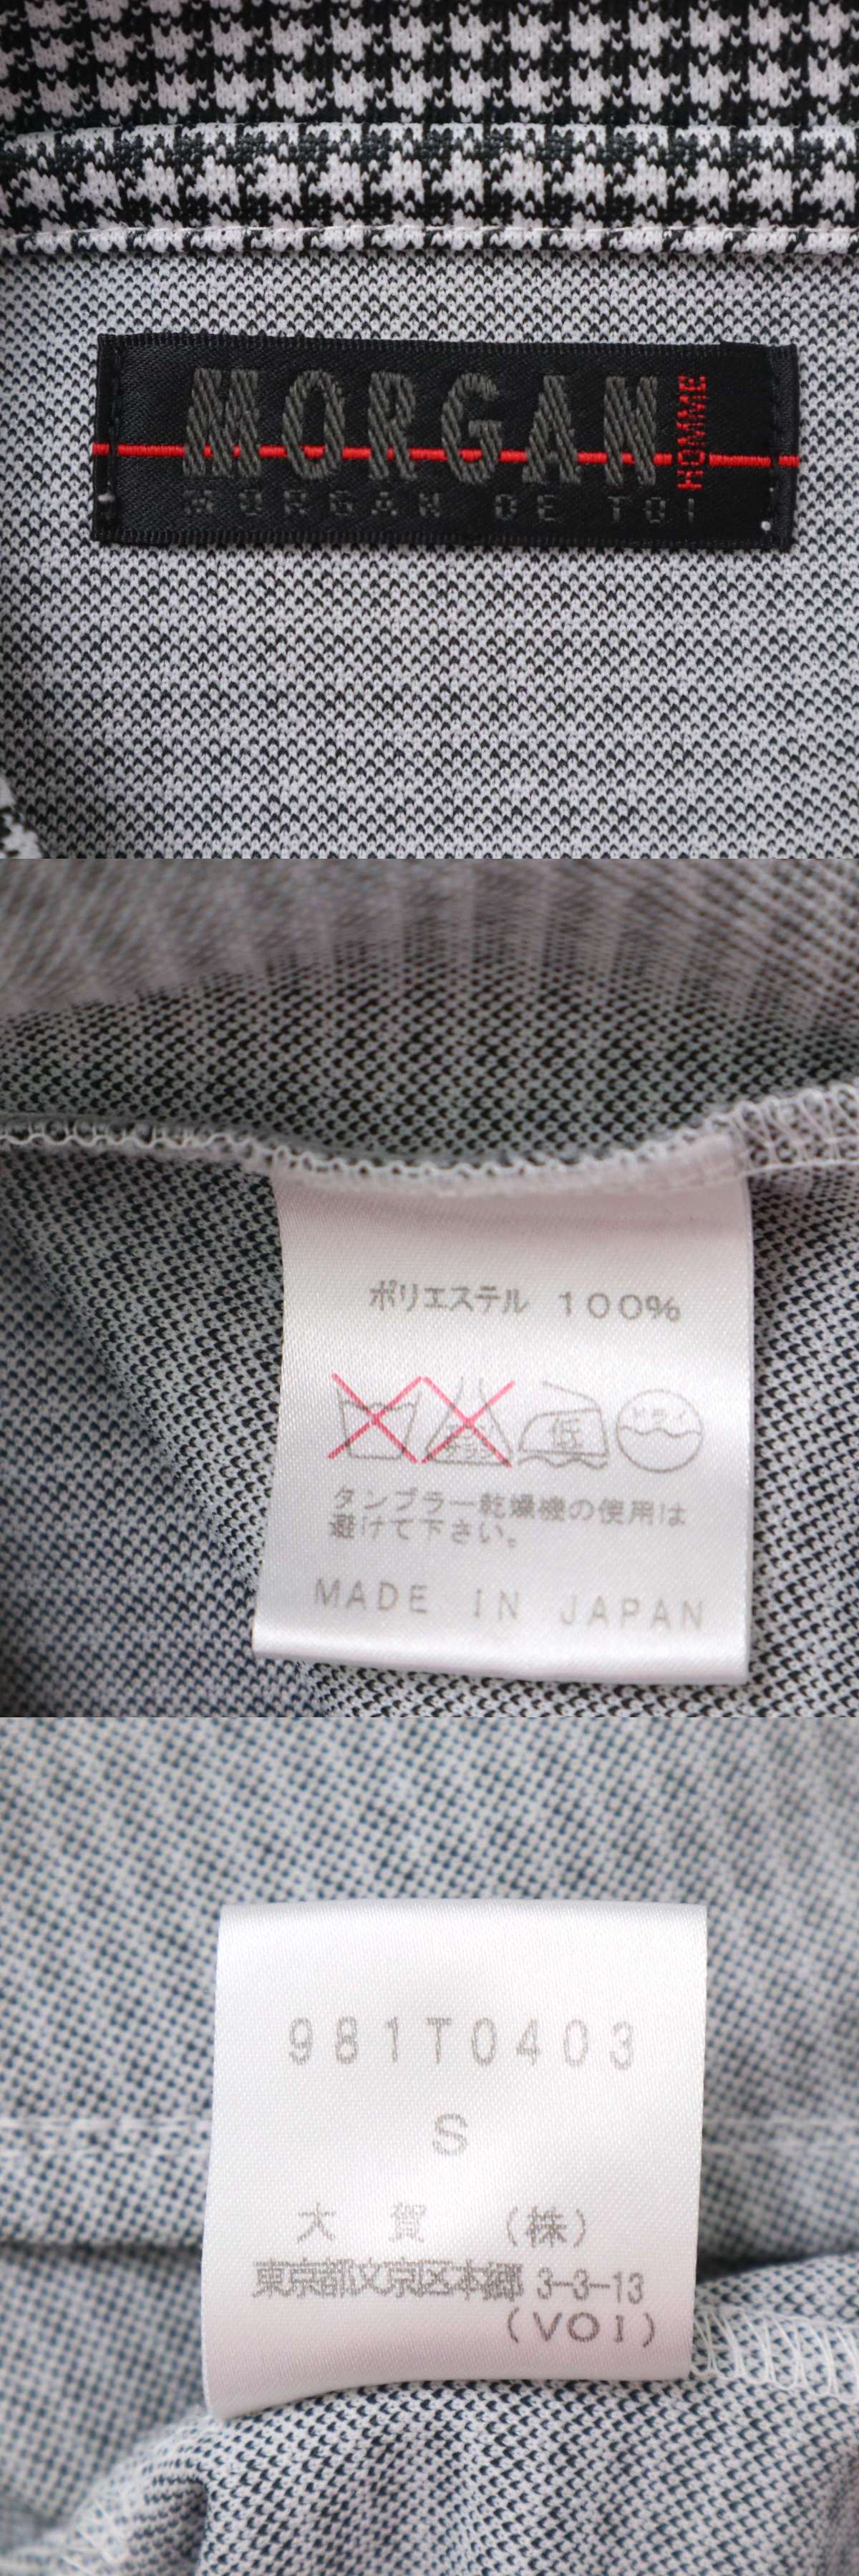 MORGAN HOMME
MORGAN DE TOI
ポリエステル 100%
低 ドライ
タンブラー乾燥機の使用は
避けて下さい。
MADE IN JAPAN
981T0403
S
大賀 (株)
東京都文京区本郷 3-3-13
(VOI)